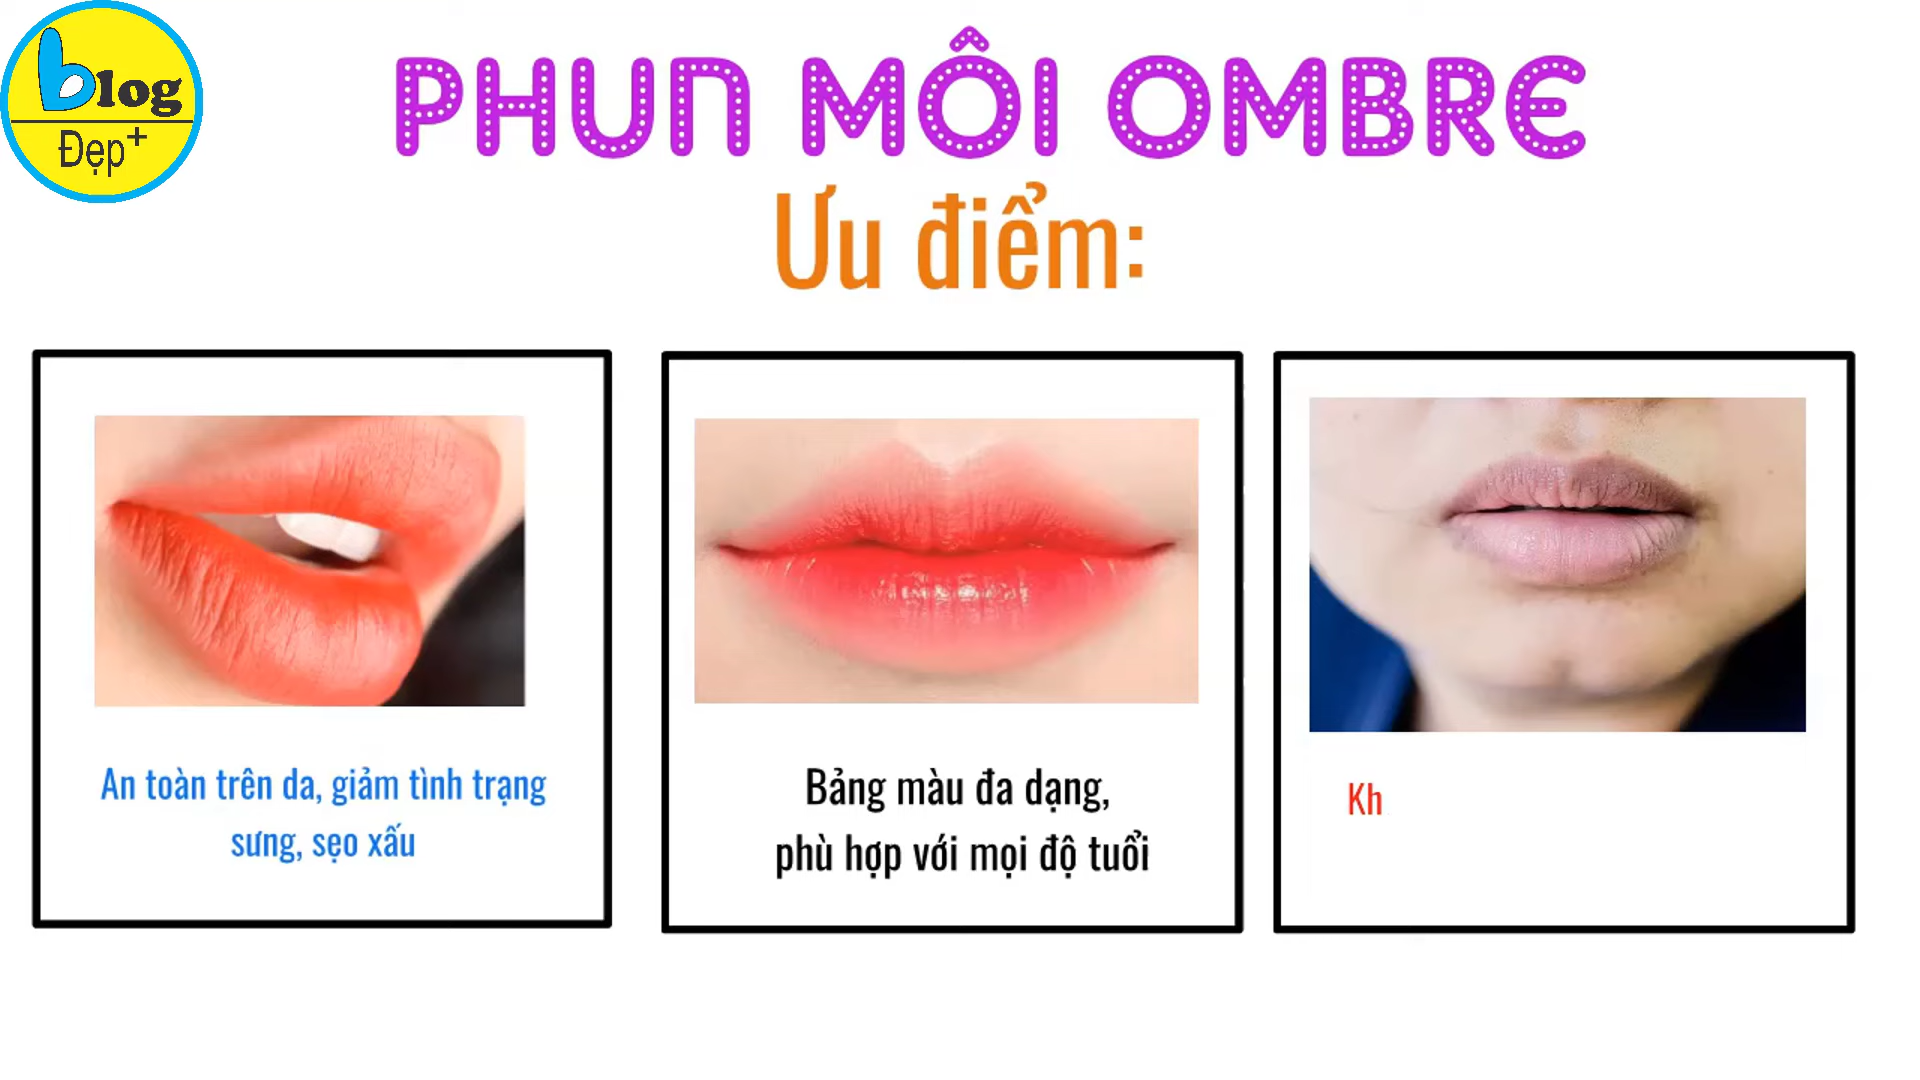 blog
Đẹp+
PHUN MÔI OMBRE
Ưu điểm:
An toàn trên da, giảm tình trạng
sưng, sẹo xấu
Bảng màu đa dạng,
phù hợp với mọi độ tuổi
Kh